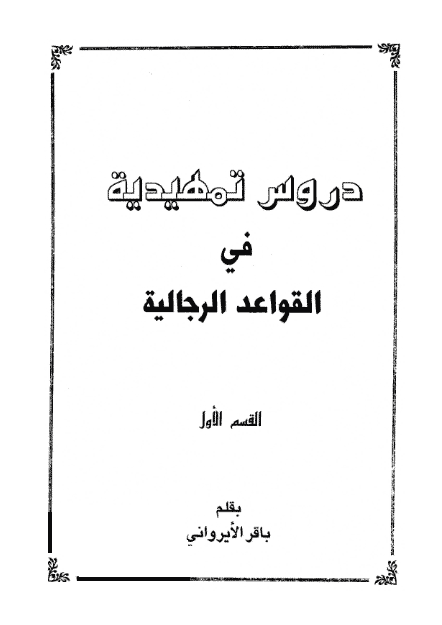 دروس تمهيدية
في
القواعد الرجالية
القسم الأول
بقلم
باقر الأيرواني